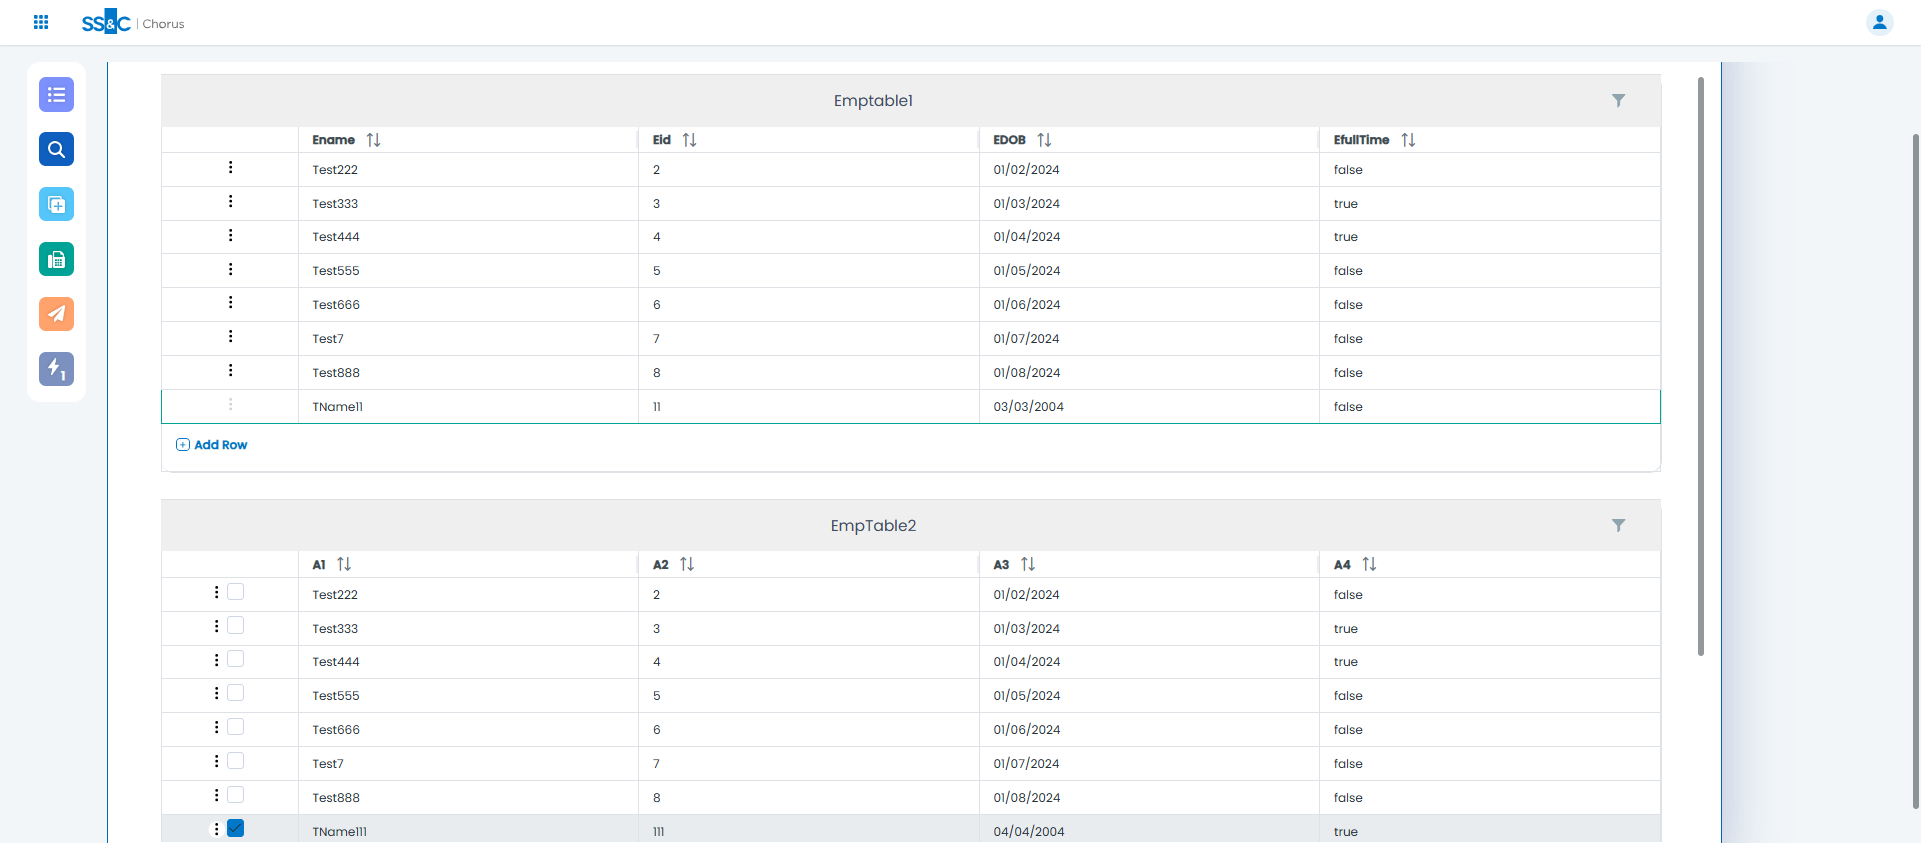 SS&C | Chorus
Emptable1
Ename Eid EDOB EfullTime
Test222 2 01/02/2024 false
Test333 3 01/03/2024 true
Test444 4 01/04/2024 true
Test555 5 01/05/2024 false
Test666 6 01/06/2024 false
Test7 7 01/07/2024 false
Test888 8 01/08/2024 false
TName11 11 03/03/2004 false
Add Row
EmpTable2
A1 A2 A3 A4
Test222 2 01/02/2024 false
Test333 3 01/03/2024 true
Test444 4 01/04/2024 true
Test555 5 01/05/2024 false
Test666 6 01/06/2024 false
Test7 7 01/07/2024 false
Test888 8 01/08/2024 false
TName111 111 04/04/2004 true
1